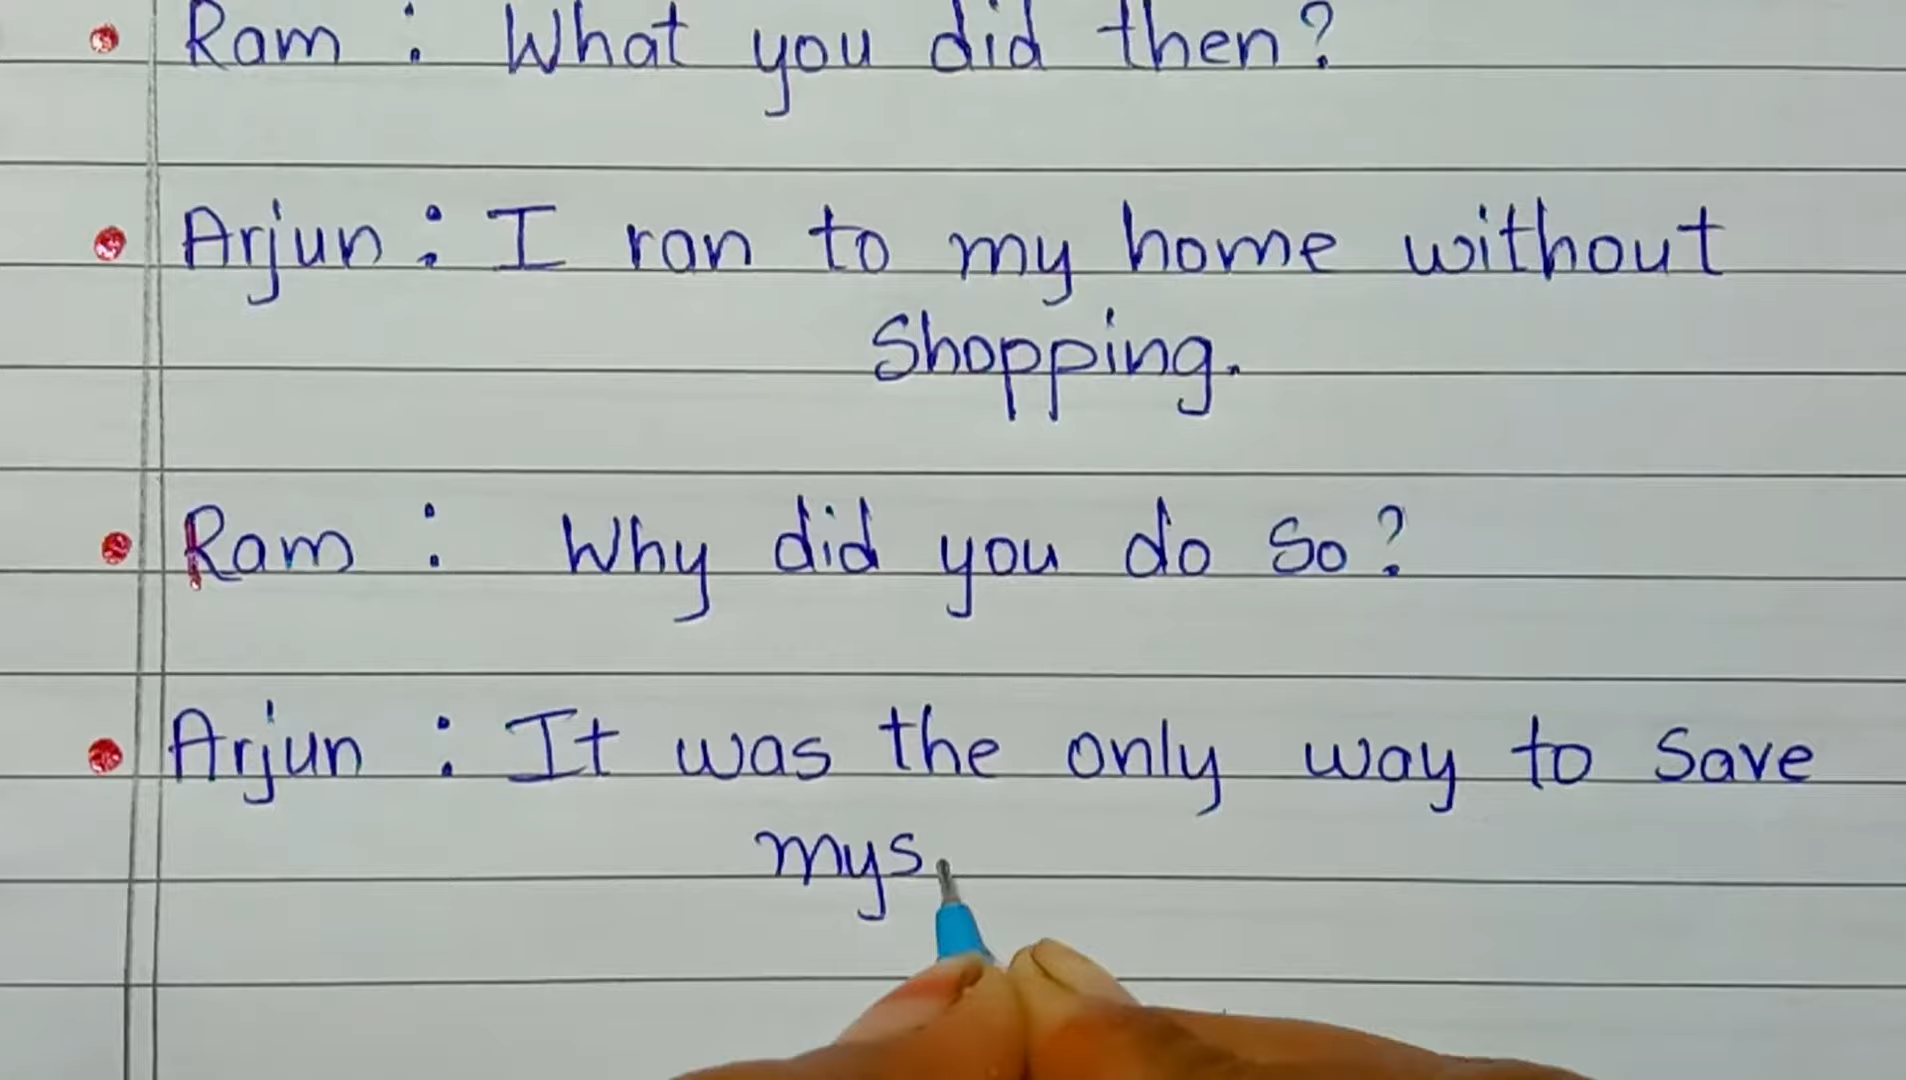 Ram : What you did then?
Arjun : I ran to my home without
Shopping.
Ram : Why did you do so?
Arjun : It was the only way to save
mys